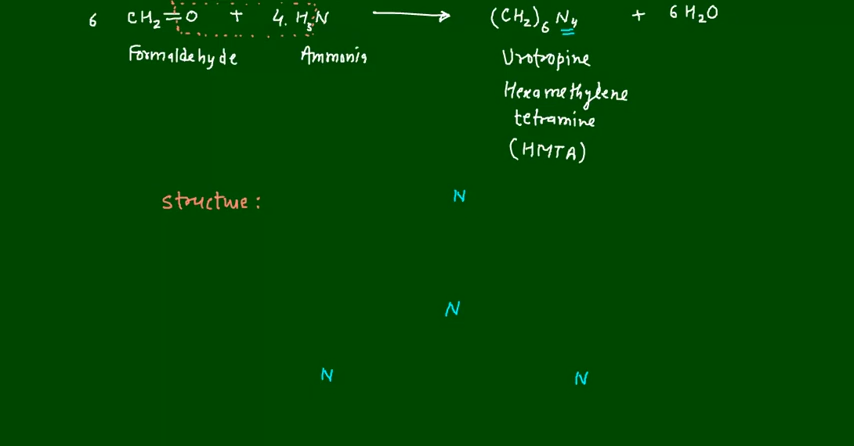 6 CH₂=O + 4. H₃N → (CH₂)₆ N₄ + 6 H₂O
Formaldehyde Ammonia Urotropine
Hexamethylene
tetramine
(HMTA)
structure :
N
N
N N